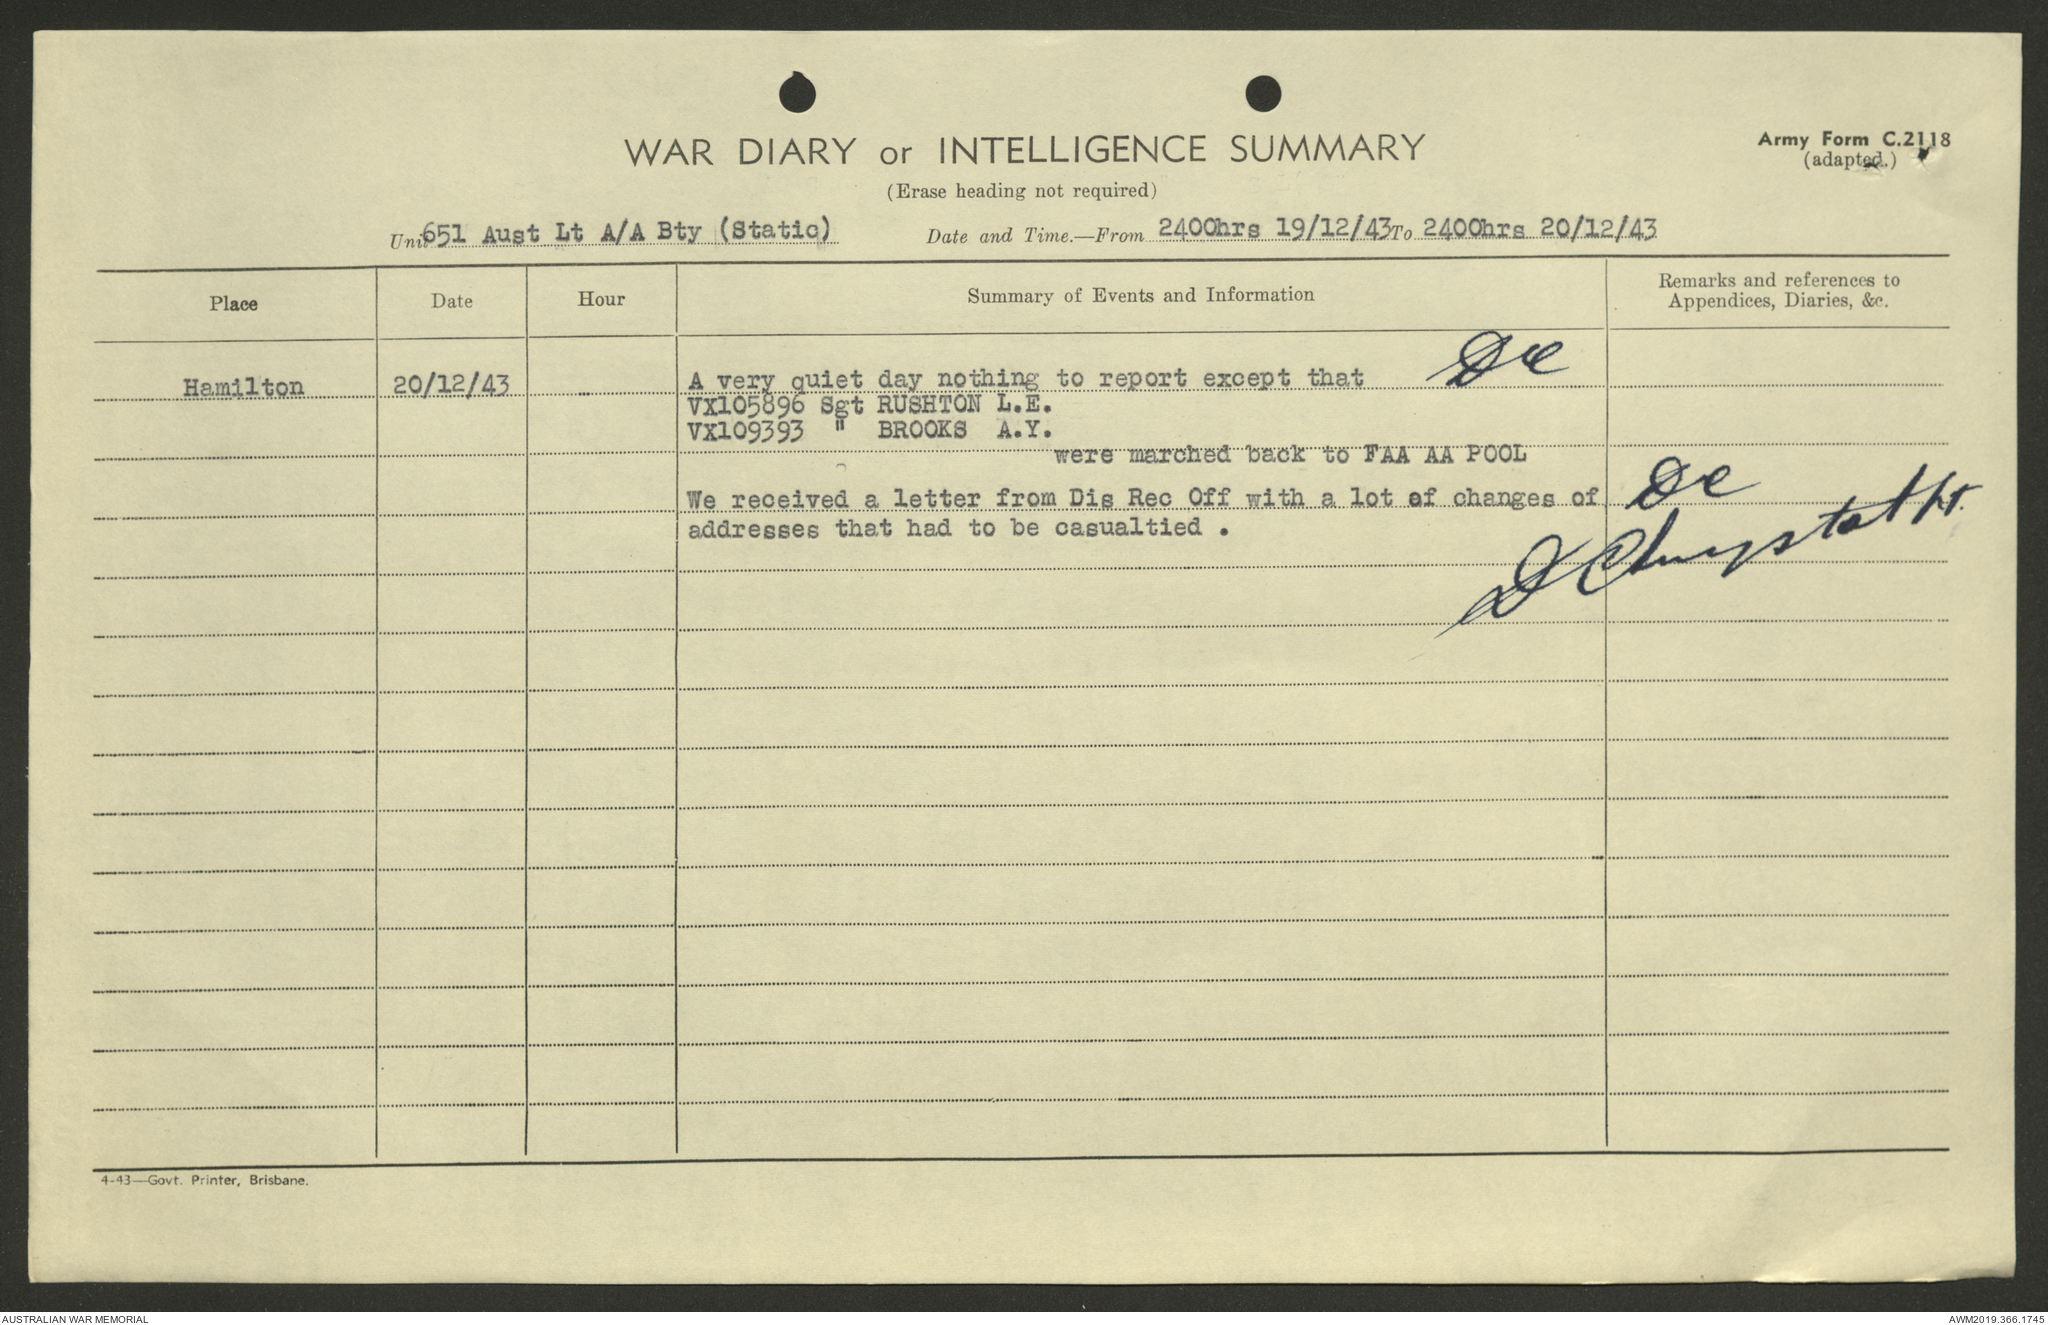 WAR DIARY or INTELLIGENCE SUMMARY
Army Form C.2118
(adapted.)
(Erase heading not required)
Unit 651 Aust Lt A/A Bty (Static) Date and Time.—From 2400hrs 19/12/43 To 2400hrs 20/12/43
Place Date Hour Summary of Events and Information Remarks and references to
Appendices, Diaries, &c.
Hamilton 20/12/43 A very quiet day nothing to report except that DC
VX105896 Sgt RUSHTON L.E.
VX109393 " BROOKS A.Y.
were marched back to FAA AA POOL
We received a letter from Dis Rec Off with a lot of changes of DC
addresses that had to be casualtied .
4-43—Govt. Printer, Brisbane.
AUSTRALIAN WAR MEMORIAL
AWM2019.366.1745